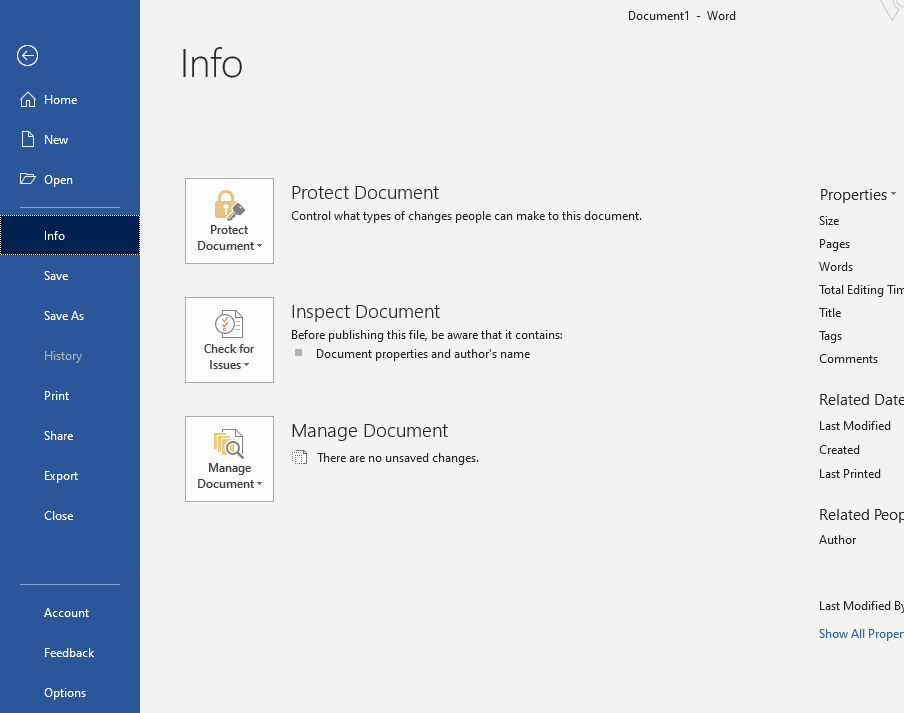 Document1 - Word
Info
Home
New
Open
Info
Save
Save As
History
Print
Share
Export
Close
Account
Feedback
Options
Protect Document
Protect Document
Control what types of changes people can make to this document.
Check for Issues
Inspect Document
Before publishing this file, be aware that it contains:
Document properties and author's name
Manage Document
Manage Document
There are no unsaved changes.
Properties
Size
Pages
Words
Total Editing Tim
Title
Tags
Comments
Related Date
Last Modified
Created
Last Printed
Related Peop
Author
Last Modified By
Show All Proper